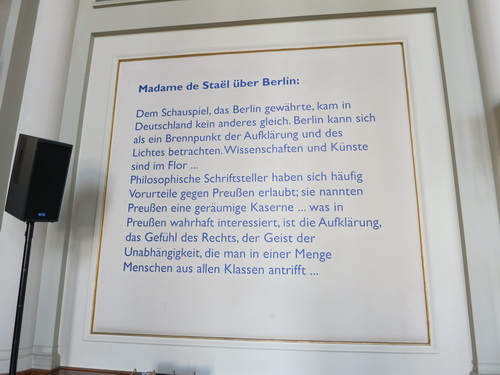 Madame de Staël über Berlin:
Dem Schauspiel, das Berlin gewährte, kam in
Deutschland kein anderes gleich. Berlin kann sich
als ein Brennpunkt der Aufklärung und des
Lichtes betrachten. Wissenschaften und Künste
sind im Flor ...
Philosophische Schriftsteller haben sich häufig
Vorurteile gegen Preußen erlaubt; sie nannten
Preußen eine geräumige Kaserne ... was in
Preußen wahrhaft interessiert, ist die Aufklärung,
das Gefühl des Rechts, der Geist der
Unabhängigkeit, die man in einer Menge
Menschen aus allen Klassen antrifft ...